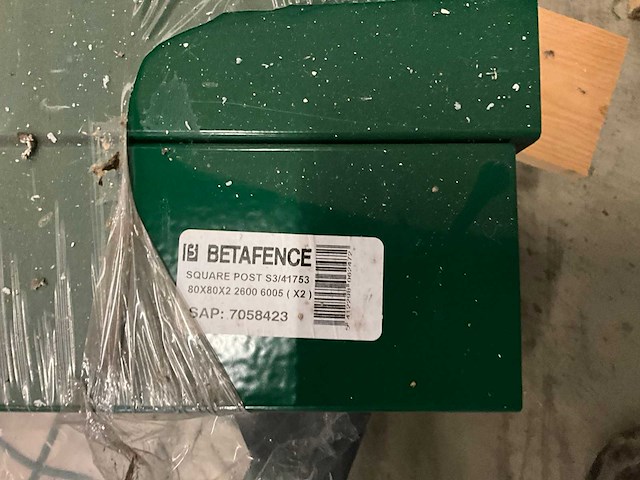 BETAFENCE
SQUARE POST S3/41753
80X80X2 2600 6005 ( X2 )
SAP: 7058423